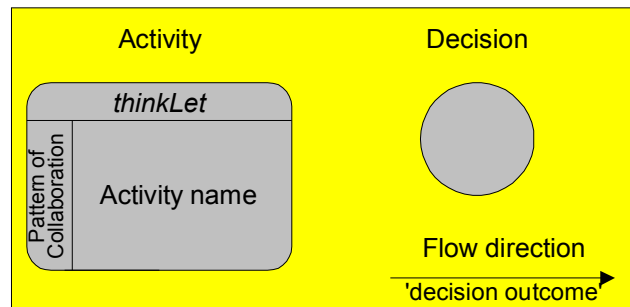 Activity
Decision
thinkLet
Pattern of
Collaboration
Activity name
Flow direction
'decision outcome'